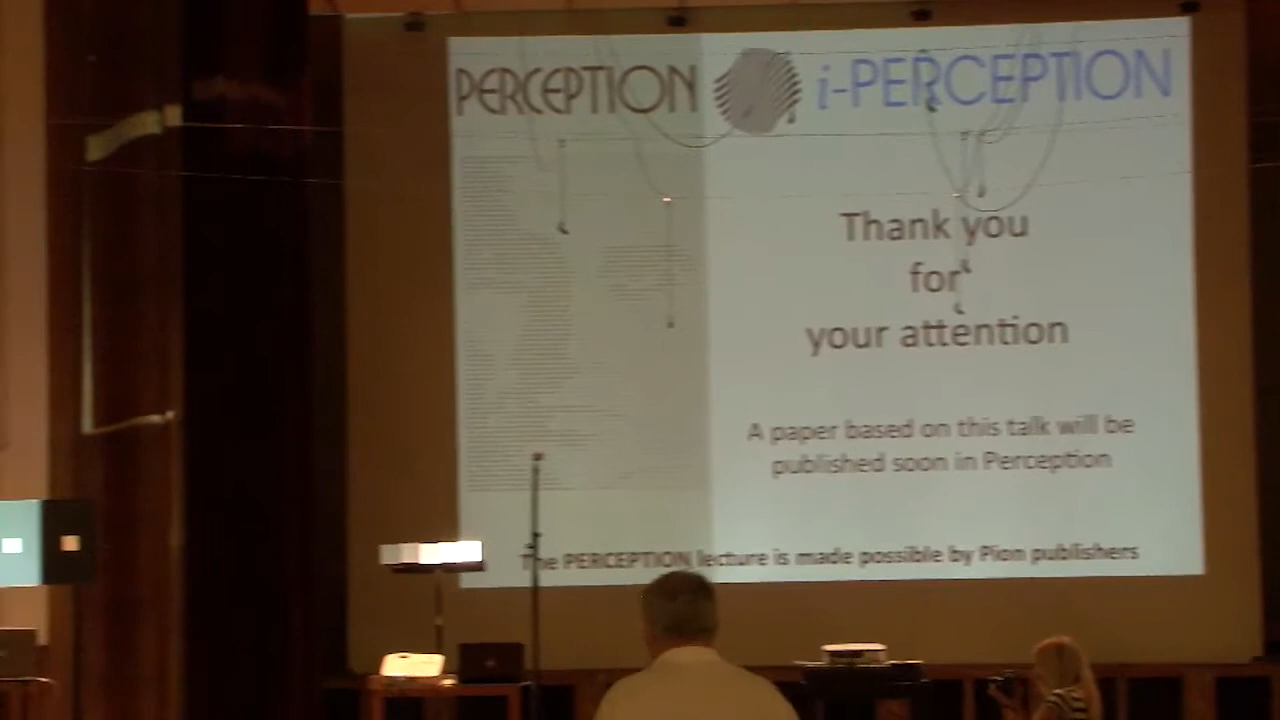 PERCEPTION i-PERCEPTION
Thank you
for
your attention
A paper based on this talk will be
published soon in Perception
The PERCEPTION lecture is made possible by Pion publishers